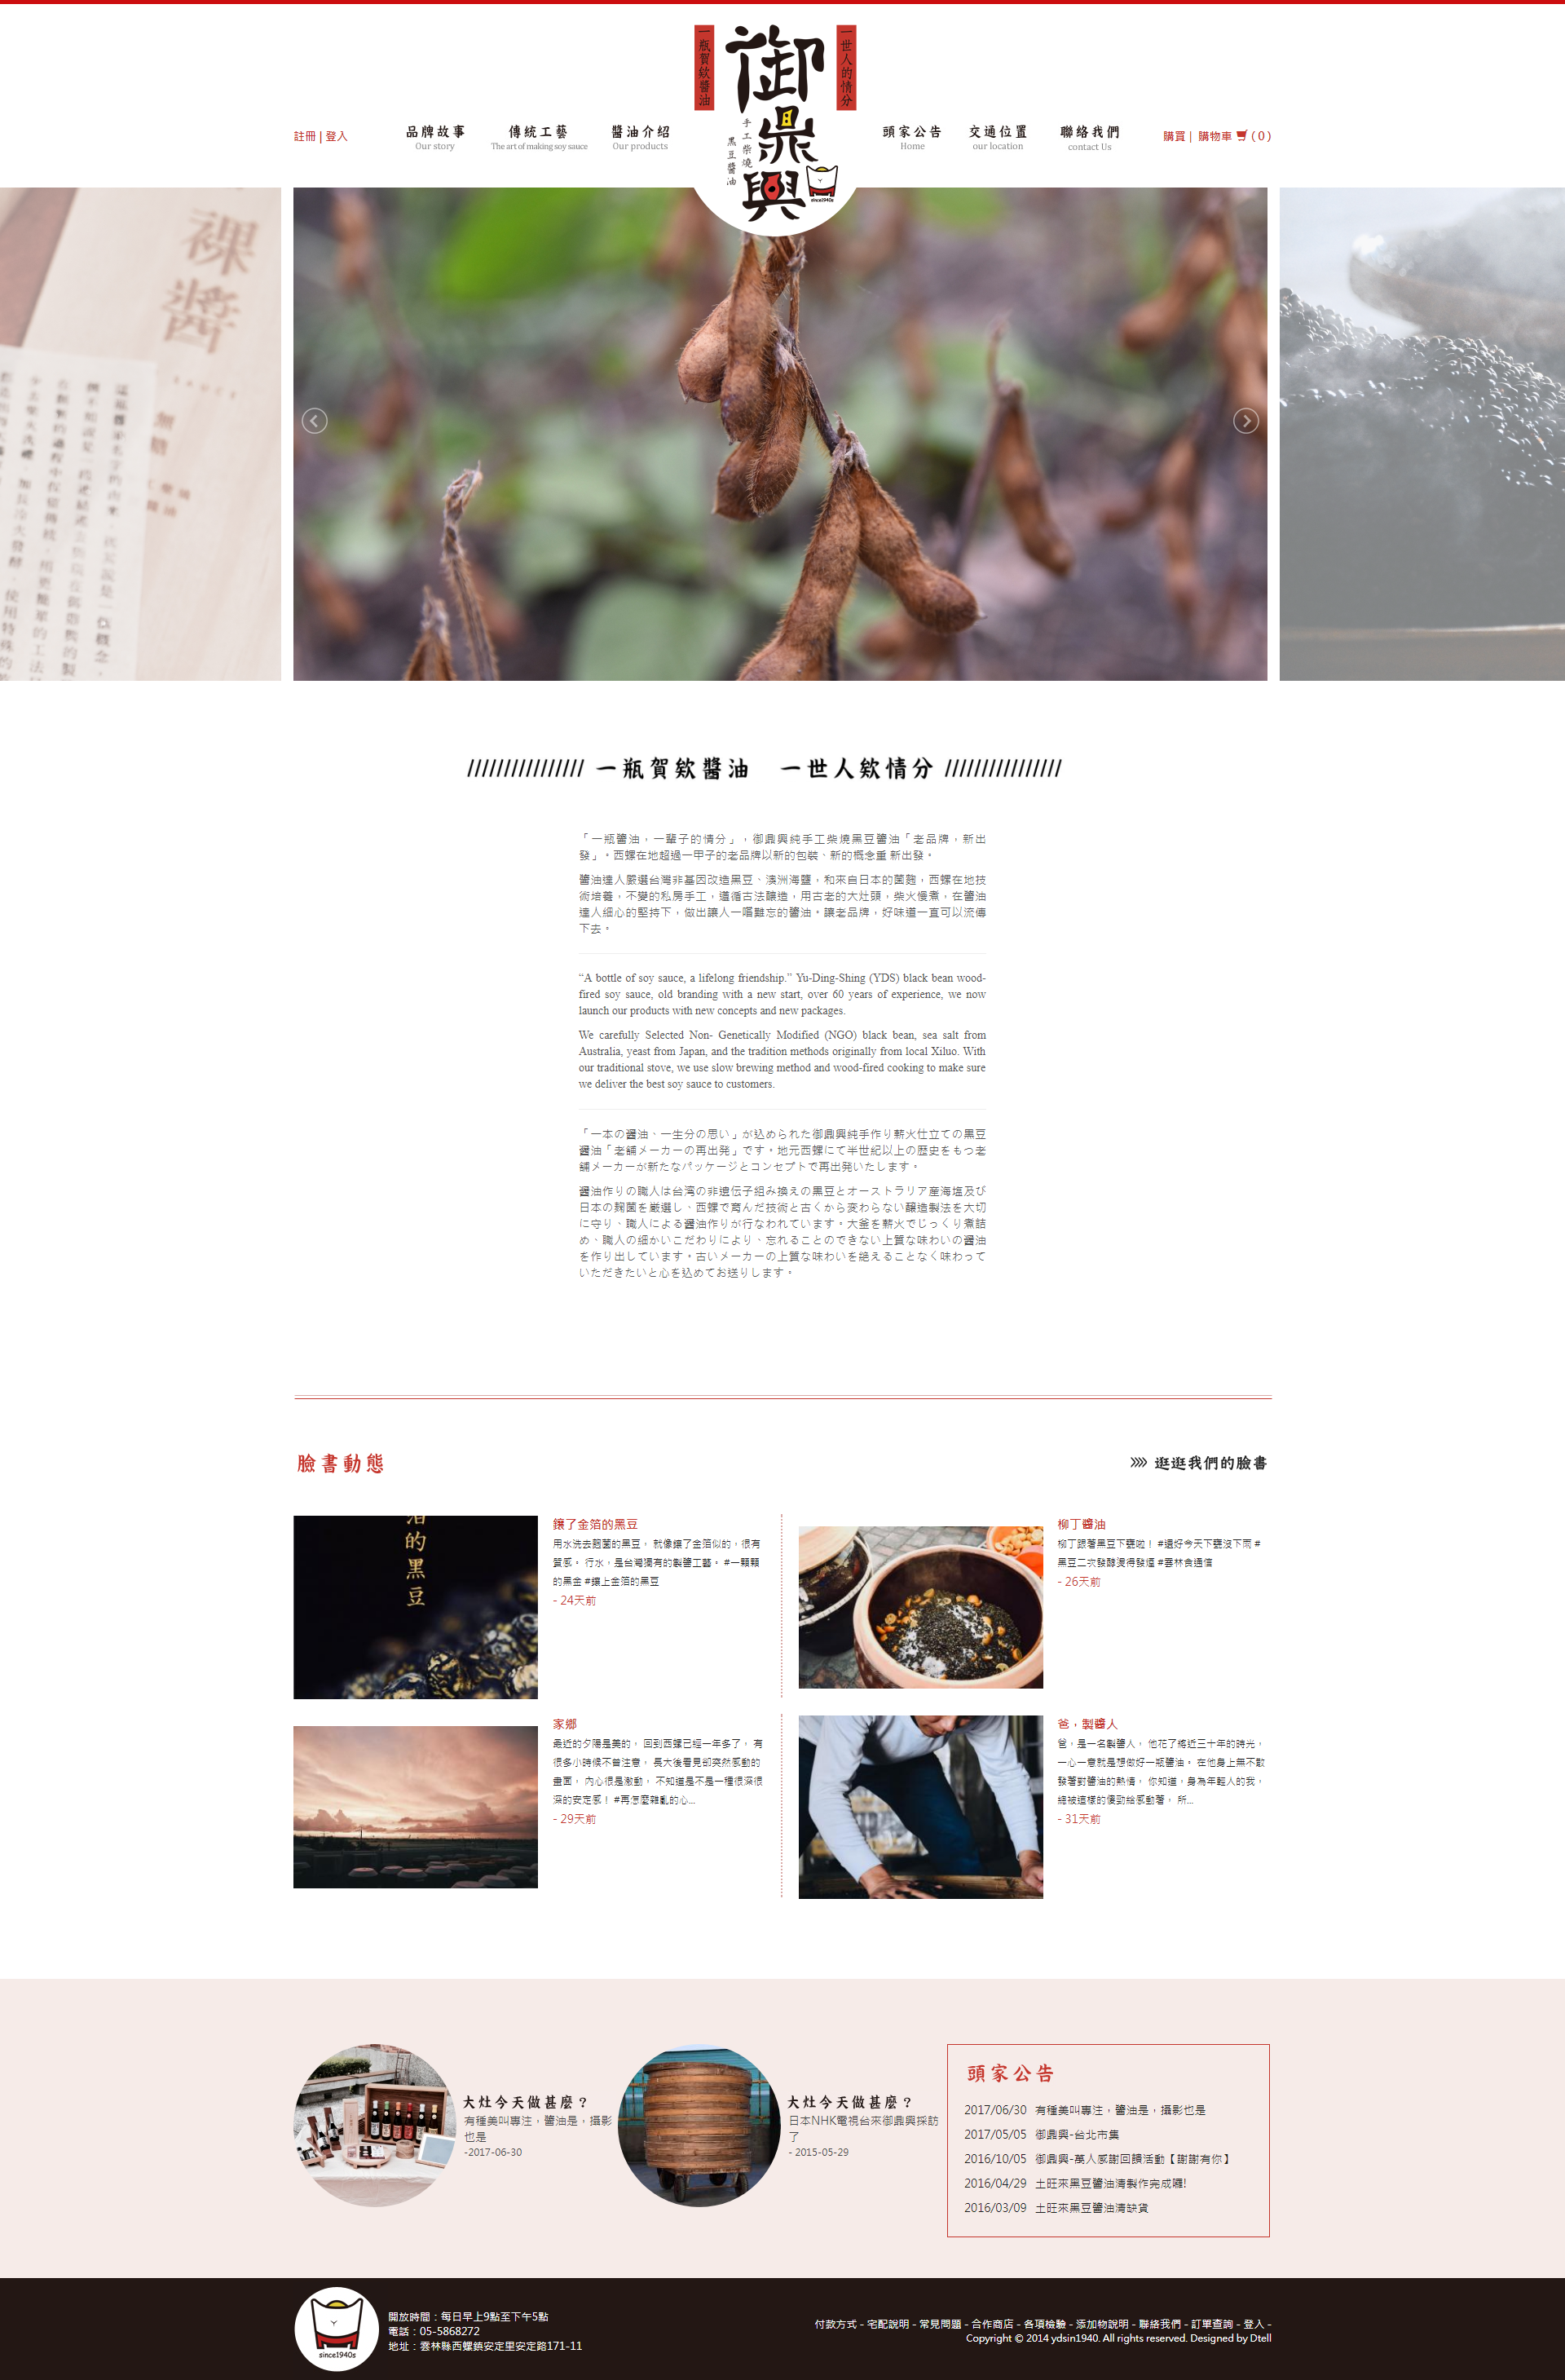 一瓶賀欸醬油
御鼎興
一世人的情分
手工柴燒
黑豆醬油
since1940s
註冊 | 登入
品牌故事
Our story
傳統工藝
The art of making soy sauce
醬油介紹
Our products
頭家公告
Home
交通位置
our location
聯絡我們
contact Us
購買 | 購物車 ( 0 )
裸醬
無糖
一瓶賀欸醬油 一世人欸情分
「一瓶醬油,一輩子的情分」,御鼎興純手工柴燒黑豆醬油「老品牌,新出
發」。西螺在地超過一甲子的老品牌以新的包裝、新的概念重 新出發。
醬油達人嚴選台灣非基因改造黑豆、澳洲海鹽,和來自日本的菌麴,西螺在地技
術培養,不變的私房手工,遵循古法釀造,用古老的大灶頭,柴火慢煮,在醬油
達人細心的堅持下,做出讓人一嚐難忘的醬油。讓老品牌,好味道一直可以流傳
下去。
“A bottle of soy sauce, a lifelong friendship.” Yu-Ding-Shing (YDS) black bean wood-
fired soy sauce, old branding with a new start, over 60 years of experience, we now
launch our products with new concepts and new packages.
We carefully Selected Non- Genetically Modified (NGO) black bean, sea salt from
Australia, yeast from Japan, and the tradition methods originally from local Xiluo. With
our traditional stove, we use slow brewing method and wood-fired cooking to make sure
we deliver the best soy sauce to customers.
「一本の醤油、一生分の思い」が込められた御鼎興純手作り薪火仕立ての黒豆
醤油「老舗メーカーの再出発」です。地元西螺にて半世紀以上の歴史をもつ老
舗メーカーが新たなパッケージとコンセプトで再出発いたします。
醤油作りの職人は台湾の非遺伝子組み換えの黒豆とオーストラリア産海塩及び
日本の麹菌を厳選し、西螺で育んだ技術と古くから変わらない醸造製法を大切
に守り、職人による醤油作りが行なわれています。大釜を薪火でじっくり煮詰
め、職人の細かいこだわりにより、忘れることのできない上質な味わいの醤油
を作り出しています。古いメーカーの上質な味わいを絶えることなく味わって
いただきたいと心を込めてお送りします。
臉書動態
逛逛我們的臉書
的黑豆
鑲了金箔的黑豆
用水洗去麴菌的黑豆, 就像鑲了金箔似的,很有
質感。 行水,是台灣獨有的製醬工藝。 #一顆顆
的黑金 #鑲上金箔的黑豆
- 24天前
柳丁醬油
柳丁跟著黑豆下甕啦! #還好今天下甕沒下雨 #
黑豆二次發酵燙得發煙 #雲林食通信
- 26天前
家鄉
最近的夕陽是美的, 回到西螺已經一年多了, 有
很多小時候不曾注意, 長大後看見卻突然感動的
畫面, 內心很是激動, 不知道是不是一種很深很
深的安定感! #再怎麼雜亂的心...
- 29天前
爸,製醬人
爸,是一名製醬人, 他花了將近三十年的時光,
一心一意就是想做好一瓶醬油。 在他身上無不散
發著對醬油的熱情, 你知道,身為年輕人的我,
總被這樣的傻勁給感動著, 所...
- 31天前
大灶今天做甚麼?
有種美叫專注,醬油是,攝影
也是
-2017-06-30
大灶今天做甚麼?
日本NHK電視台來御鼎興採訪
了
- 2015-05-29
頭家公告
2017/06/30 有種美叫專注,醬油是,攝影也是
2017/05/05 御鼎興-台北市集
2016/10/05 御鼎興-萬人感謝回饋活動【謝謝有你】
2016/04/29 土旺來黑豆醬油清製作完成囉!
2016/03/09 土旺來黑豆醬油清缺貨
since1940s
開放時間:每日早上9點至下午5點
電話:05-5868272
地址:雲林縣西螺鎮安定里安定路171-11
付款方式 - 宅配說明 - 常見問題 - 合作商店 - 各項檢驗 - 添加物說明 - 聯絡我們 - 訂單查詢 - 登入 -
Copyright © 2014 ydsin1940. All rights reserved. Designed by Dtell